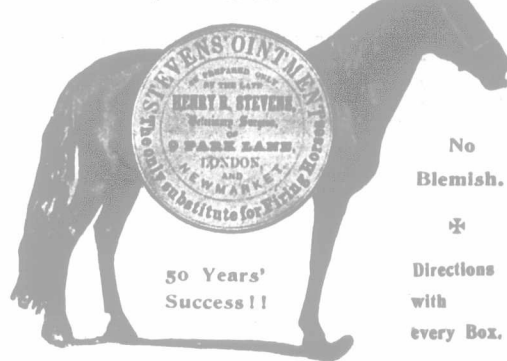 STEVENS OINTMENT.
AS PREPARED ONLY
BY THE LATE
HENRY R. STEVENS,
Veterinary Surgeon,
OF
9 PARK LANE,
LONDON
AND
NEWMARKET.
The only substitute for Firing Horses
No
Blemish.
50 Years'
Success!!
Directions
with
every Box.